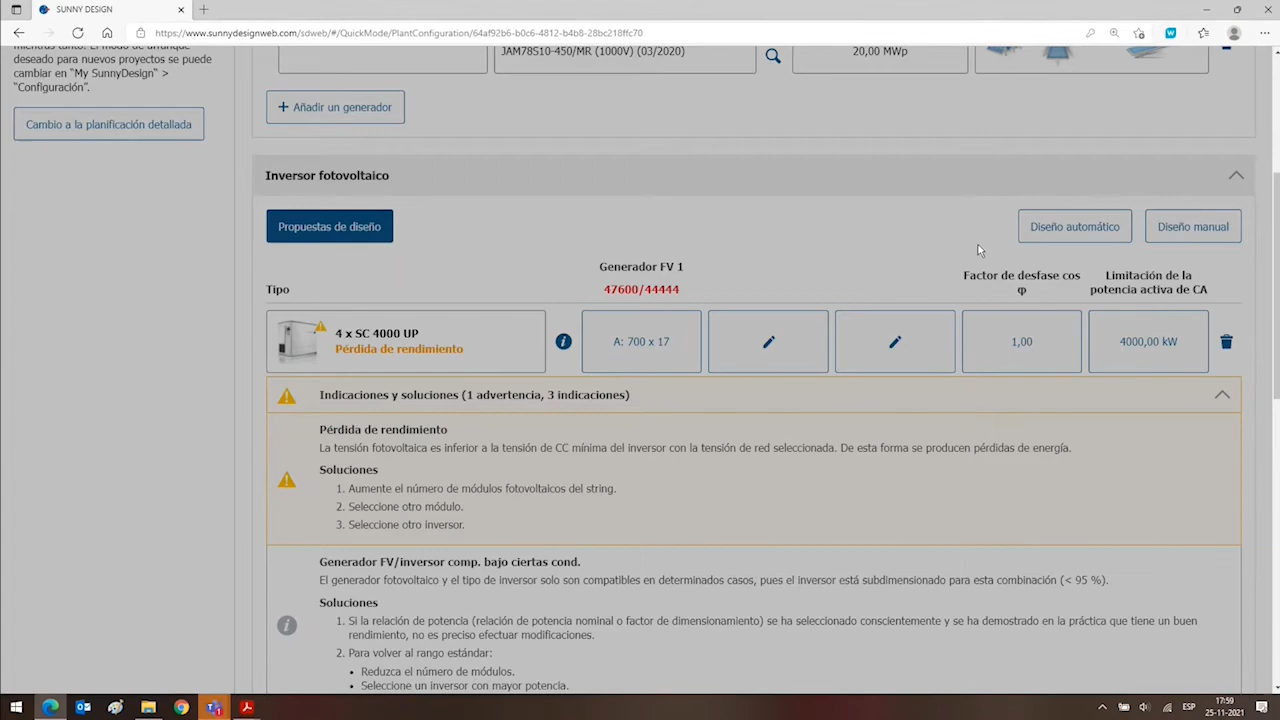 SUNNY DESIGN
https://www.sunnydesignweb.com/sdweb/#/QuickMode/PlantConfiguration/64af92b6-b0c6-4812-b4b8-28bc218ffc70
mientras tanto. El modo de arranque
deseado para nuevos proyectos se puede
cambiar en "My SunnyDesign" >
"Configuración".
Cambio a la planificación detallada
JAM78S10-450/MR (1000V) (03/2020)
20,00 MWp
+ Añadir un generador
Inversor fotovoltaico
Propuestas de diseño
Diseño automático
Diseño manual
Generador FV 1
Factor de desfase cos
φ
Limitación de la
potencia activa de CA
Tipo
47600/44444
4 x SC 4000 UP
Pérdida de rendimiento
A: 700 x 17
1,00
4000,00 kW
Indicaciones y soluciones (1 advertencia, 3 indicaciones)
Pérdida de rendimiento
La tensión fotovoltaica es inferior a la tensión de CC mínima del inversor con la tensión de red seleccionada. De esta forma se producen pérdidas de energía.
Soluciones
1. Aumente el número de módulos fotovoltaicos del string.
2. Seleccione otro módulo.
3. Seleccione otro inversor.
Generador FV/inversor comp. bajo ciertas cond.
El generador fotovoltaico y el tipo de inversor solo son compatibles en determinados casos, pues el inversor está subdimensionado para esta combinación (< 95 %).
Soluciones
1. Si la relación de potencia (relación de potencia nominal o factor de dimensionamiento) se ha seleccionado conscientemente y se ha demostrado en la práctica que tiene un buen
rendimiento, no es preciso efectuar modificaciones.
2. Para volver al rango estándar:
• Reduzca el número de módulos.
• Seleccione un inversor con mayor potencia.
ESP
17:59
25-11-2021